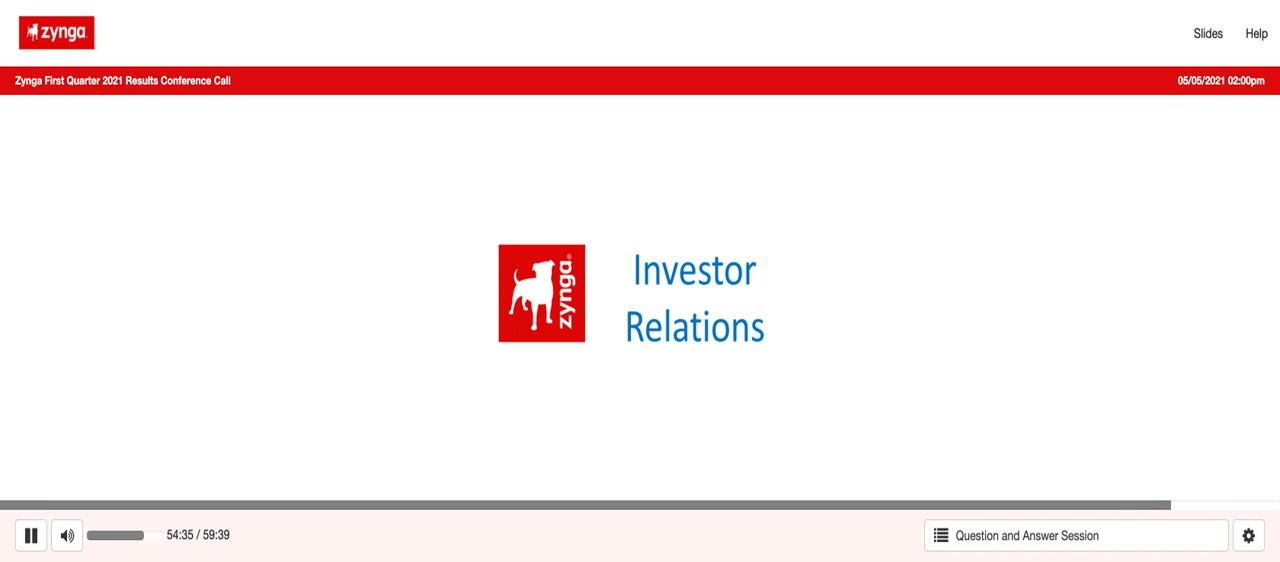 zynga
Slides
Help
Zynga First Quarter 2021 Results Conference Call
05/05/2021 02:00pm
zynga®
Investor
Relations
54:35 / 59:39
Question and Answer Session